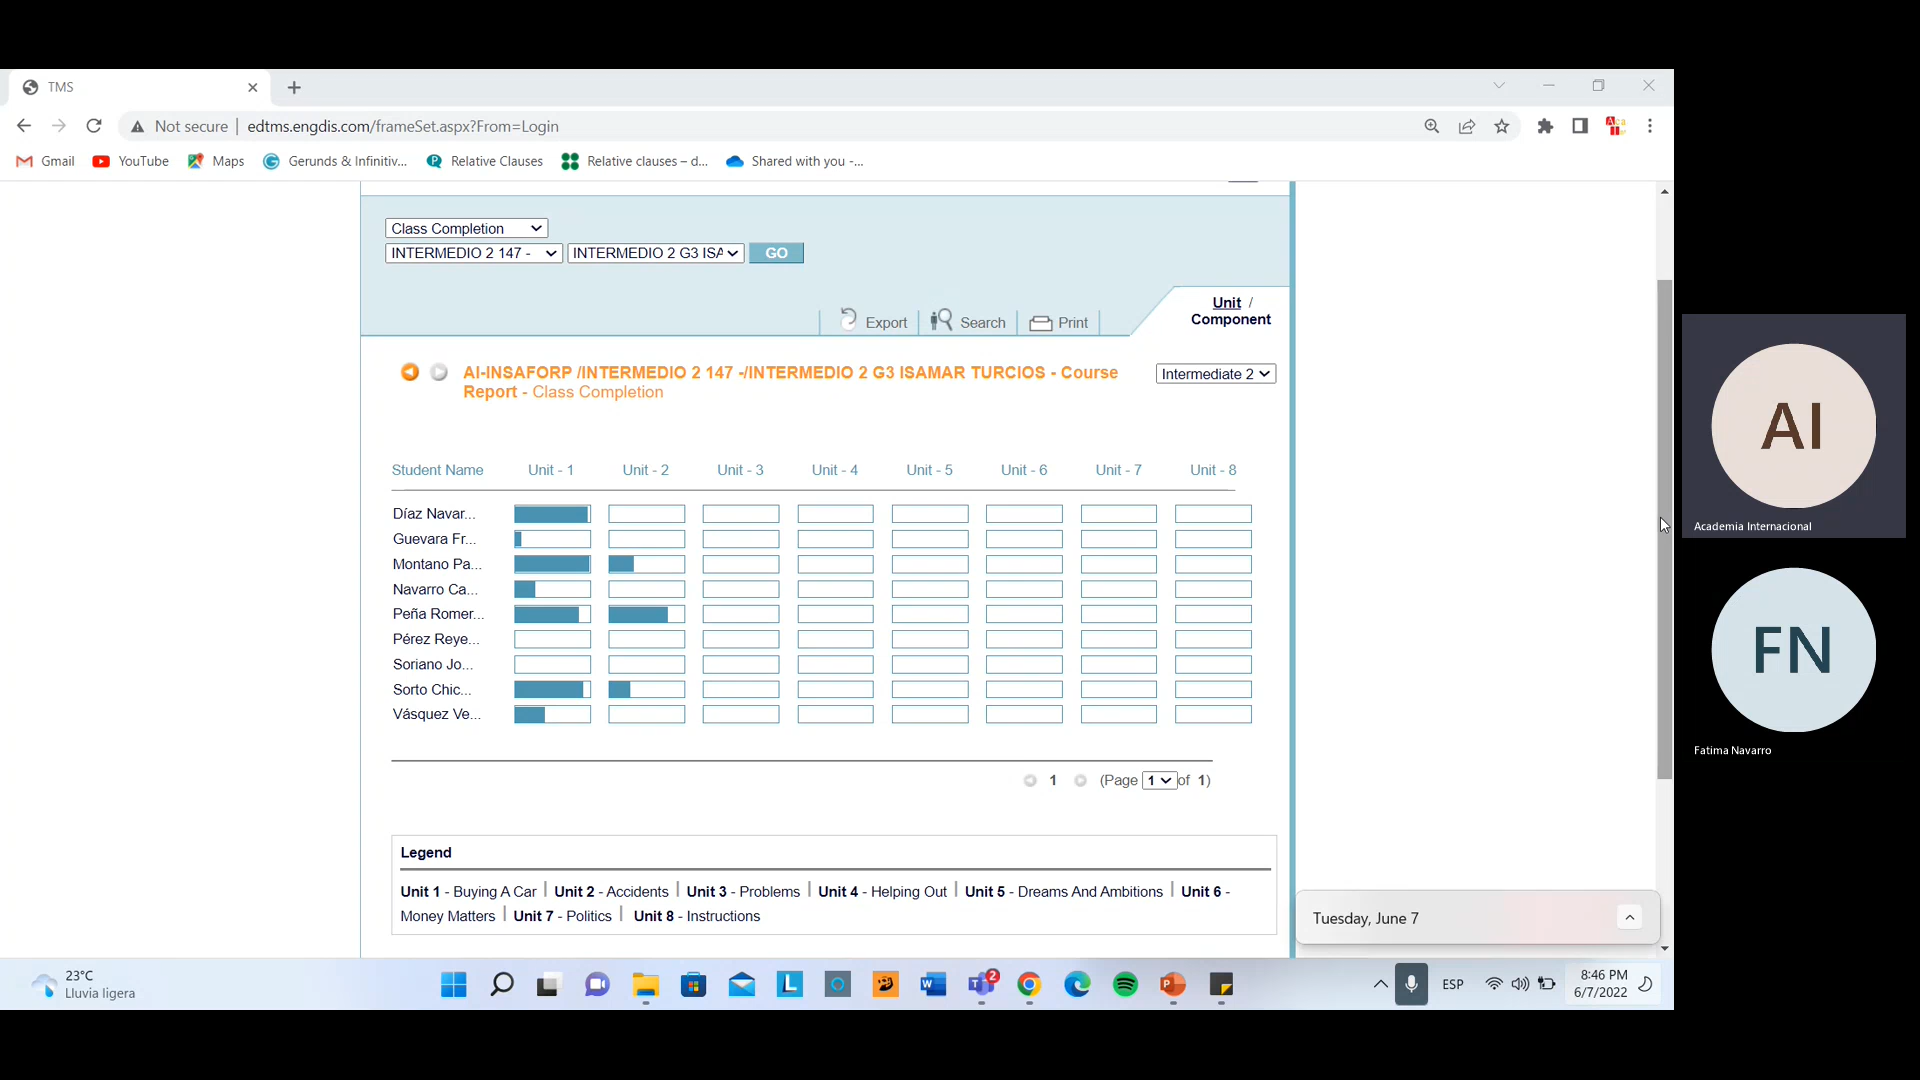 TMS
Not secure | edtms.engdis.com/frameSet.aspx?From=Login
Gmail YouTube Maps Gerunds & Infinitiv... Relative Clauses Relative clauses – d... Shared with you -...
Class Completion
INTERMEDIO 2 147 - INTERMEDIO 2 G3 ISA GO
Export Search Print
Unit /
Component
AI-INSAFORP /INTERMEDIO 2 147 -/INTERMEDIO 2 G3 ISAMAR TURCIOS - Course
Report - Class Completion
Intermediate 2
Student Name Unit - 1 Unit - 2 Unit - 3 Unit - 4 Unit - 5 Unit - 6 Unit - 7 Unit - 8
Díaz Navar...
Guevara Fr...
Montano Pa...
Navarro Ca...
Peña Romer...
Pérez Reye...
Soriano Jo...
Sorto Chic...
Vásquez Ve...
1 (Page 1 of 1)
Legend
Unit 1 - Buying A Car | Unit 2 - Accidents | Unit 3 - Problems | Unit 4 - Helping Out | Unit 5 - Dreams And Ambitions | Unit 6 -
Money Matters | Unit 7 - Politics | Unit 8 - Instructions
Tuesday, June 7
AI
Academia Internacional
FN
Fatima Navarro
23°C
Lluvia ligera
2
ESP
8:46 PM
6/7/2022